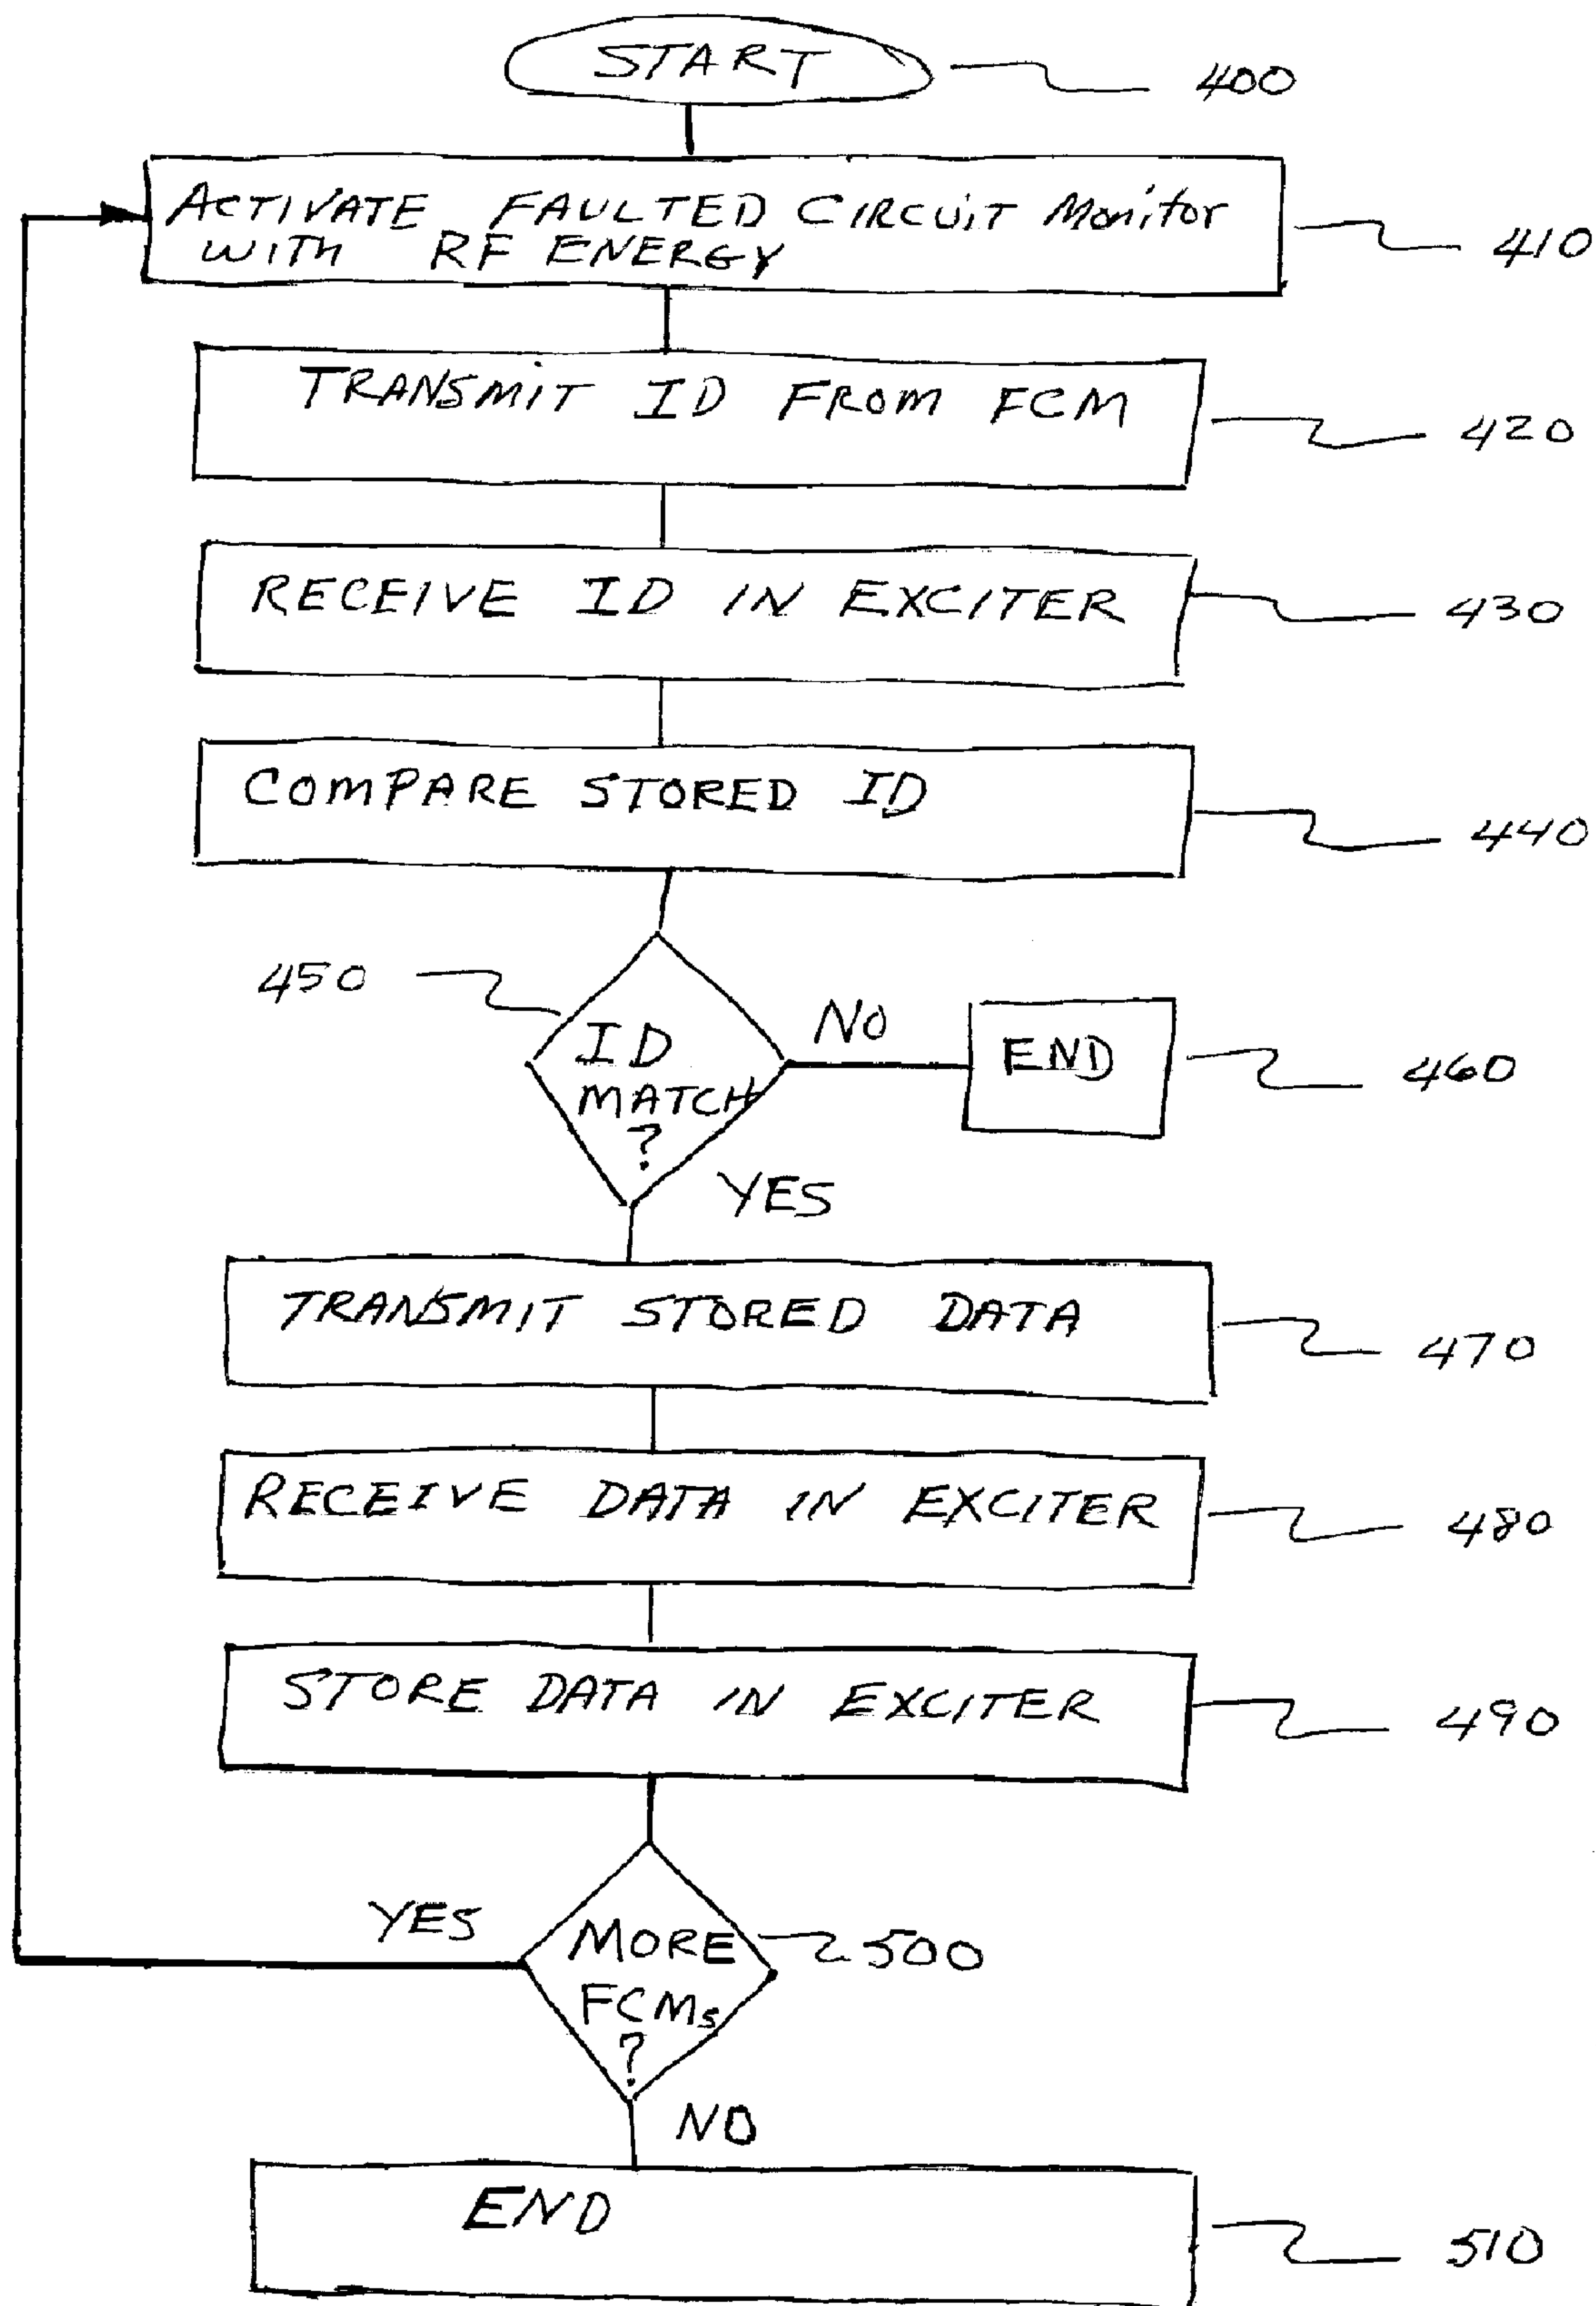 START
400
ACTIVATE FAULTED CIRCUIT Monitor
WITH RF ENERGY
410
TRANSMIT ID FROM FCM
420
RECEIVE ID IN EXCITER
430
COMPARE STORED ID
440
450
ID
MATCH
?
NO
END
460
YES
TRANSMIT STORED DATA
470
RECEIVE DATA IN EXCITER
480
STORE DATA IN EXCITER
490
YES
MORE
FCMs
?
500
NO
END
510